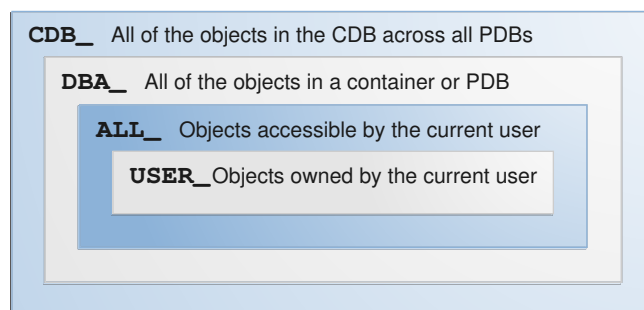 CDB_ All of the objects in the CDB across all PDBs
DBA_ All of the objects in a container or PDB
ALL_ Objects accessible by the current user
USER_Objects owned by the current user